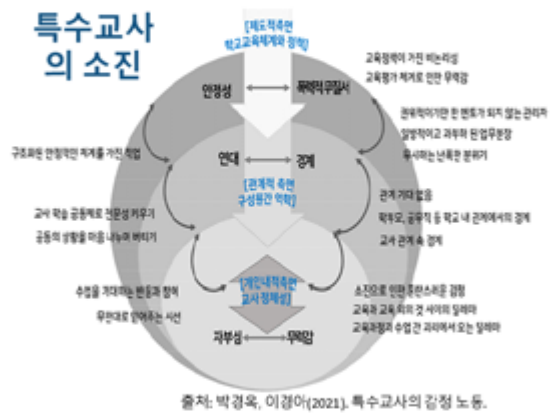 특수교사
의 소진
[제도적측면
학교교육체계와 정책]
안정성
폭력적무질서
교육정책이 가진 비논리성
교육평가 체계로 인한 무력감
권위적이기만 한 멘토가 되지 않는 관리자
일방적이고 과부하 된 업무분장
무시하는 난폭한 분위기
구조화된 안정적인 체계를 가진 직업
연대
경계
[관계적 측면
구성원간 역학]
관계 기대 없음
학부모, 공무직 등 학교 내 관계에서의 경계
교사 관계 속 경계
교사 학습 공동체로 전문성 키우기
공동의 상황을 마음 나누며 버티기
[개인내적측면
교사 정체성]
수업을 기대하는 반응과 참여
무한대로 믿어주는 시선
자부심
무력감
소진으로 인한 혼란스러운 감정
교육과 교육 외의 것 사이의 딜레마
교육과정과 수업 간 괴리에서 오는 딜레마
출처: 박경옥, 이경아(2021). 특수교사의 감정 노동.